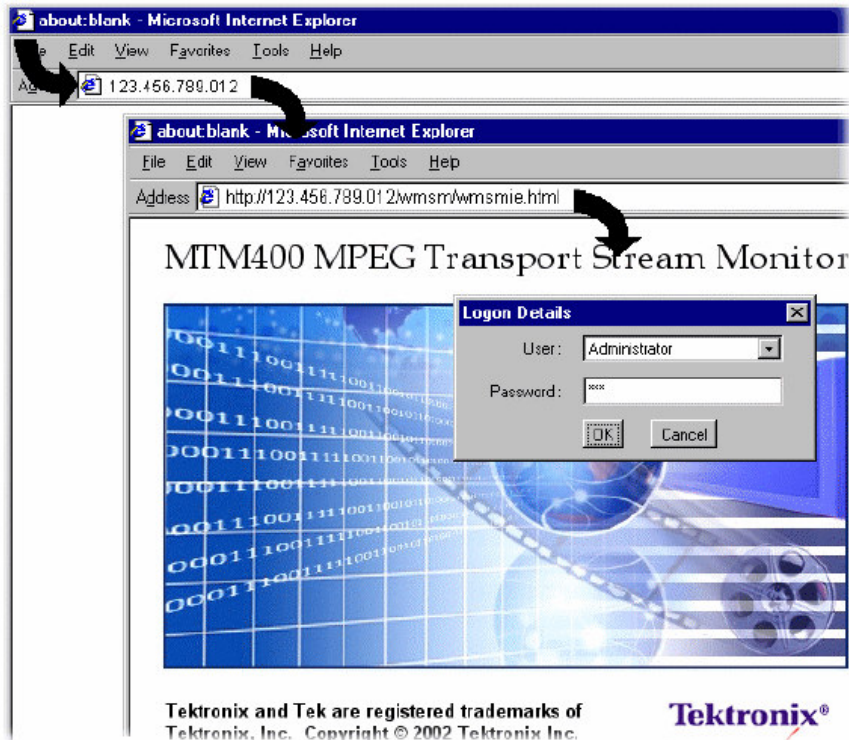 about:blank - Microsoft Internet Explorer
Edit View Favorites Tools Help
123.456.789.012
about:blank - Microsoft Internet Explorer
File Edit View Favorites Tools Help
Address http://123.456.789.012/wmsm/wmsmie.html
MTM400 MPEG Transport Stream Monitor
Logon Details
User: Administrator
Password: ***
OK Cancel
Tektronix and Tek are registered trademarks of
Tektronix, Inc. Copyright © 2002 Tektronix Inc.
Tektronix®